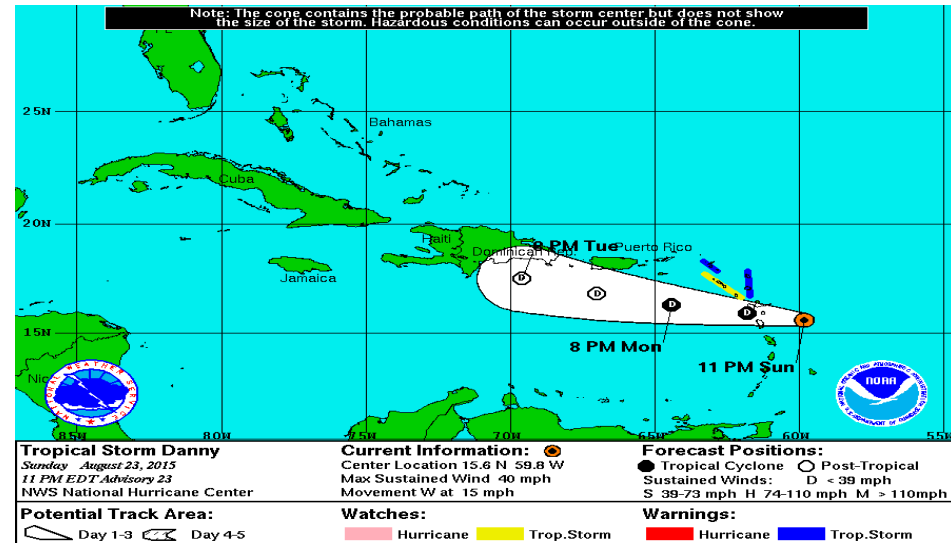 Note: The cone contains the probable path of the storm center but does not show
the size of the storm. Hazardous conditions can occur outside of the cone.
FL
25N
Bahamas
Cuba
20N
Haiti
Dominican Rep.
8 PM Tue
Puerto Rico
Jamaica
D
D
D
D
15N
8 PM Mon
11 PM Sun
Nic
NATIONAL WEATHER SERVICE
NOAA
85W
80W
75W
70W
65W
60W
55W
Tropical Storm Danny
Sunday August 23, 2015
11 PM EDT Advisory 23
NWS National Hurricane Center
Current Information:
Center Location 15.6 N 59.8 W
Max Sustained Wind 40 mph
Movement W at 15 mph
Forecast Positions:
Tropical Cyclone Post-Tropical
Sustained Winds: D < 39 mph
S 39-73 mph H 74-110 mph M > 110mph
Potential Track Area:
Day 1-3 Day 4-5
Watches:
Hurricane Trop.Storm
Warnings:
Hurricane Trop.Storm